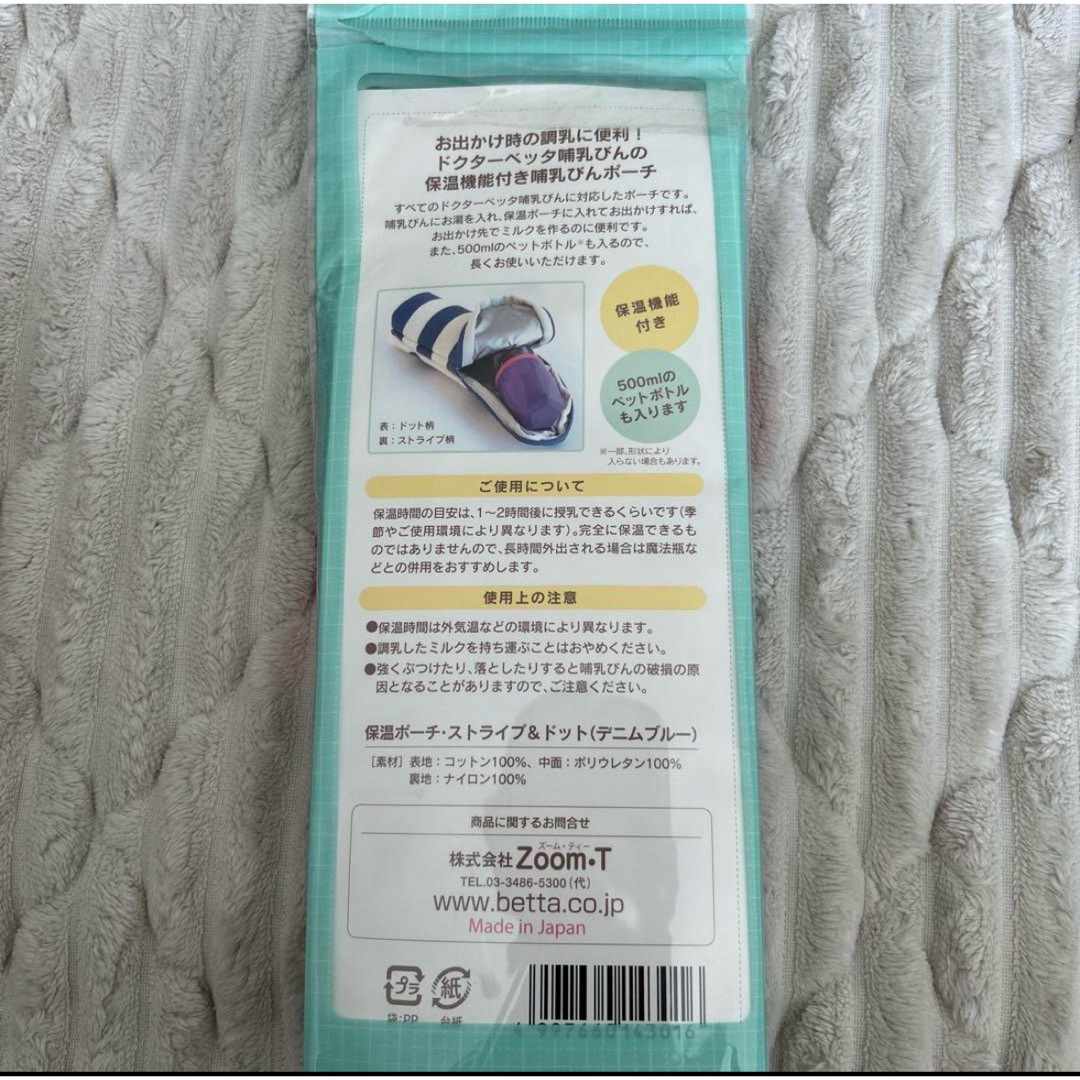 お出かけ時の調乳に便利！
ドクターベッタ哺乳びんの
保温機能付き哺乳びんポーチ
すべてのドクターベッタ哺乳びんに対応したポーチです。
哺乳びんにお湯を入れ、保温ポーチに入れてお出かけすれば、
お出かけ先でミルクを作るのに便利です。
また、500mlのペットボトル※も入るので、
長くお使いいただけます。
保温機能
付き
500mlの
ペットボトル
も入ります
表：ドット柄
裏：ストライプ柄
※一部、形状により
入らない場合もあります。
ご使用について
保温時間の目安は、1〜2時間後に授乳できるくらいです（季
節やご使用環境により異なります）。完全に保温できるも
のではありませんので、長時間外出される場合は魔法瓶な
どとの併用をおすすめします。
使用上の注意
●保温時間は外気温などの環境により異なります。
●調乳したミルクを持ち運ぶことはおやめください。
●強くぶつけたり、落としたりすると哺乳びんの破損の原
因となることがありますので、ご注意ください。
保温ポーチ・ストライプ＆ドット（デニムブルー）
［素材］表地：コットン100%、中面：ポリウレタン100%
裏地：ナイロン100%
商品に関するお問合せ
ズーム・ティー
株式会社 Zoom・T
TEL.03-3486-5300（代）
www.betta.co.jp
Made in Japan
プラ 紙
袋：PP 台紙